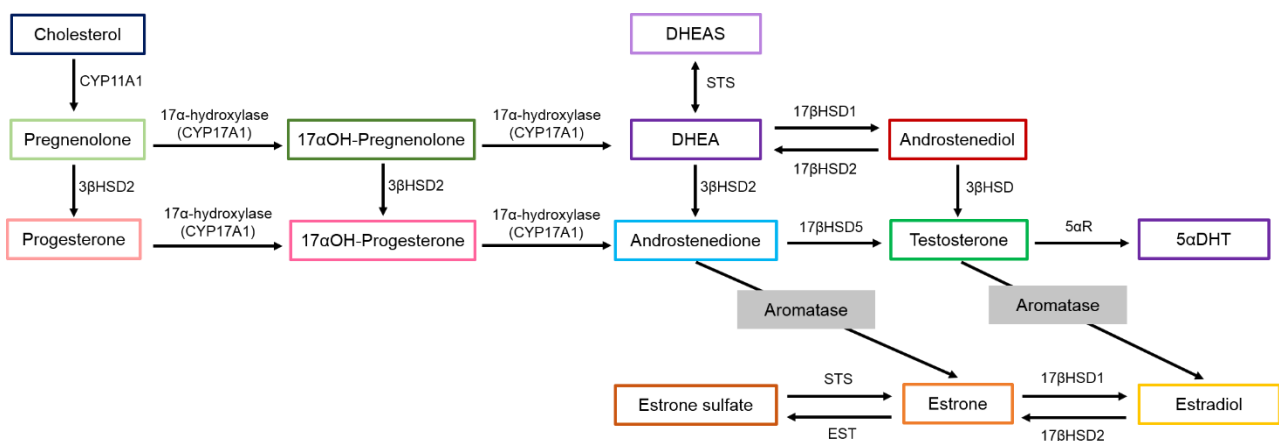 Cholesterol
DHEAS
CYP11A1
STS
17α-hydroxylase
(CYP17A1)
17α-hydroxylase
(CYP17A1)
17βHSD1
Pregnenolone
17αOH-Pregnenolone
DHEA
Androstenediol
17βHSD2
3βHSD2
3βHSD2
3βHSD2
3βHSD
17α-hydroxylase
(CYP17A1)
17α-hydroxylase
(CYP17A1)
Progesterone
17αOH-Progesterone
Androstenedione
17βHSD5
Testosterone
5αR
5αDHT
Aromatase
Aromatase
STS
17βHSD1
Estrone sulfate
Estrone
Estradiol
EST
17βHSD2